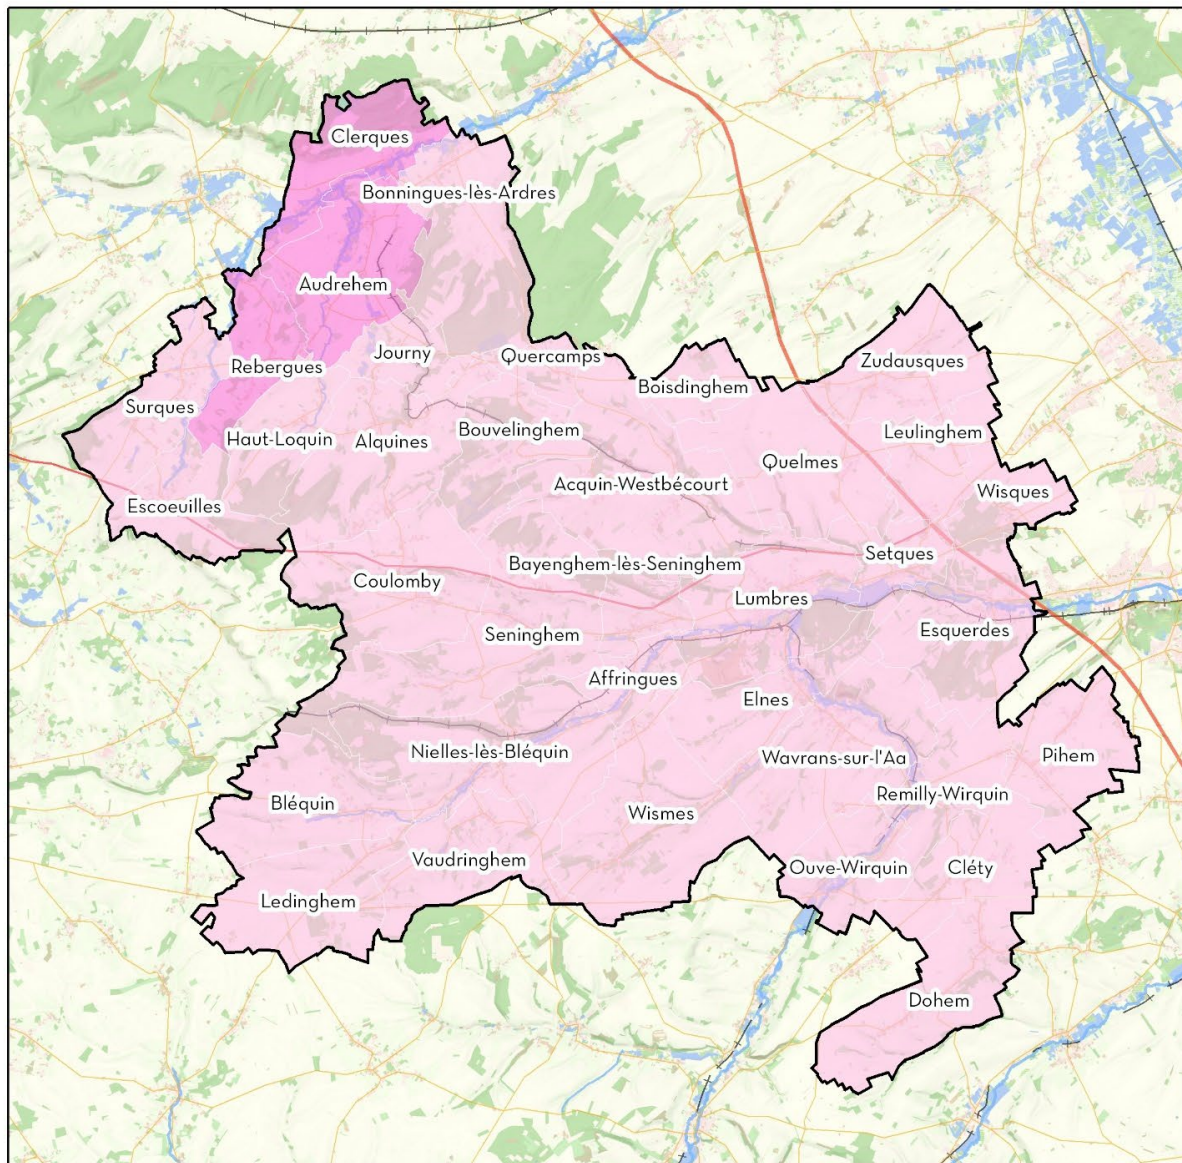 Clerques
Bonningues-lès-Ardres
Audrehem
Journy
Quercamps
Zudausques
Rebergues
Boisdinghem
Surques
Bouvelinghem
Leulinghem
Haut-Loquin
Alquines
Quelmes
Acquin-Westbécourt
Wisques
Escoeuilles
Setques
Bayenghem-lès-Seninghem
Coulomby
Lumbres
Esquerdes
Seninghem
Affringues
Elnes
Nielles-lès-Bléquin
Wavrans-sur-l'Aa
Pihem
Remilly-Wirquin
Bléquin
Wismes
Vaudringhem
Ouve-Wirquin
Cléty
Ledinghem
Dohem